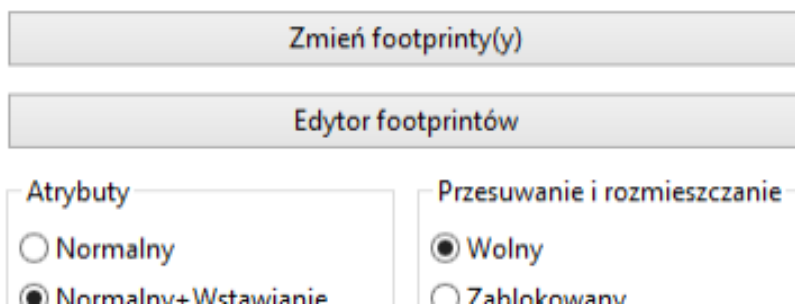 Zmień footprinty(y)
Edytor footprintów
Atrybuty
Normalny
Normalny+Wstawianie
Przesuwanie i rozmieszczanie
Wolny
Zablokowany